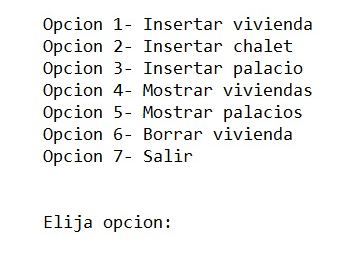 Opcion 1- Insertar vivienda
Opcion 2- Insertar chalet
Opcion 3- Insertar palacio
Opcion 4- Mostrar viviendas
Opcion 5- Mostrar palacios
Opcion 6- Borrar vivienda
Opcion 7- Salir
Elija opcion: